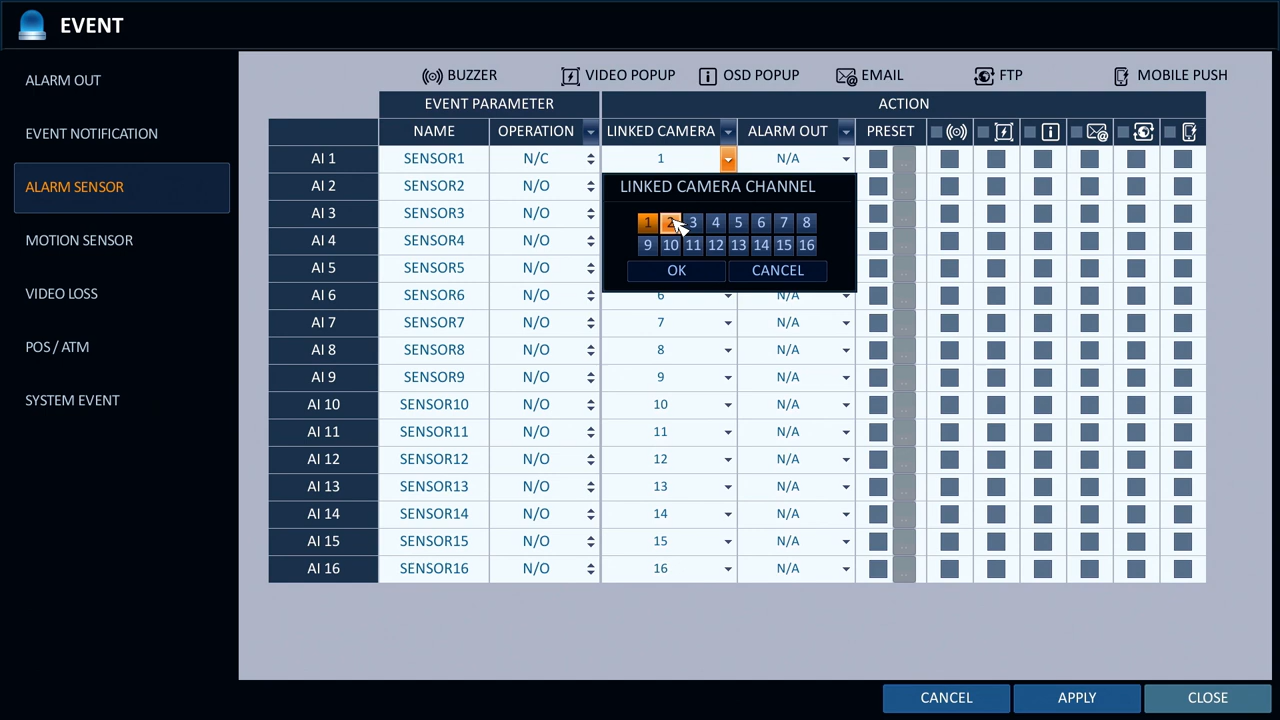 EVENT
ALARM OUT
EVENT NOTIFICATION
ALARM SENSOR
MOTION SENSOR
VIDEO LOSS
POS / ATM
SYSTEM EVENT
BUZZER VIDEO POPUP OSD POPUP EMAIL FTP MOBILE PUSH
EVENT PARAMETER ACTION
NAME OPERATION LINKED CAMERA ALARM OUT PRESET
AI 1 SENSOR1 N/C 1 N/A ..
AI 2 SENSOR2 N/O ..
AI 3 SENSOR3 N/O ..
AI 4 SENSOR4 N/O ..
AI 5 SENSOR5 N/O ..
LINKED CAMERA CHANNEL
1 2 3 4 5 6 7 8
9 10 11 12 13 14 15 16
OK CANCEL
AI 6 SENSOR6 N/O 6 N/A ..
AI 7 SENSOR7 N/O 7 N/A ..
AI 8 SENSOR8 N/O 8 N/A ..
AI 9 SENSOR9 N/O 9 N/A ..
AI 10 SENSOR10 N/O 10 N/A ..
AI 11 SENSOR11 N/O 11 N/A ..
AI 12 SENSOR12 N/O 12 N/A ..
AI 13 SENSOR13 N/O 13 N/A ..
AI 14 SENSOR14 N/O 14 N/A ..
AI 15 SENSOR15 N/O 15 N/A ..
AI 16 SENSOR16 N/O 16 N/A ..
CANCEL APPLY CLOSE